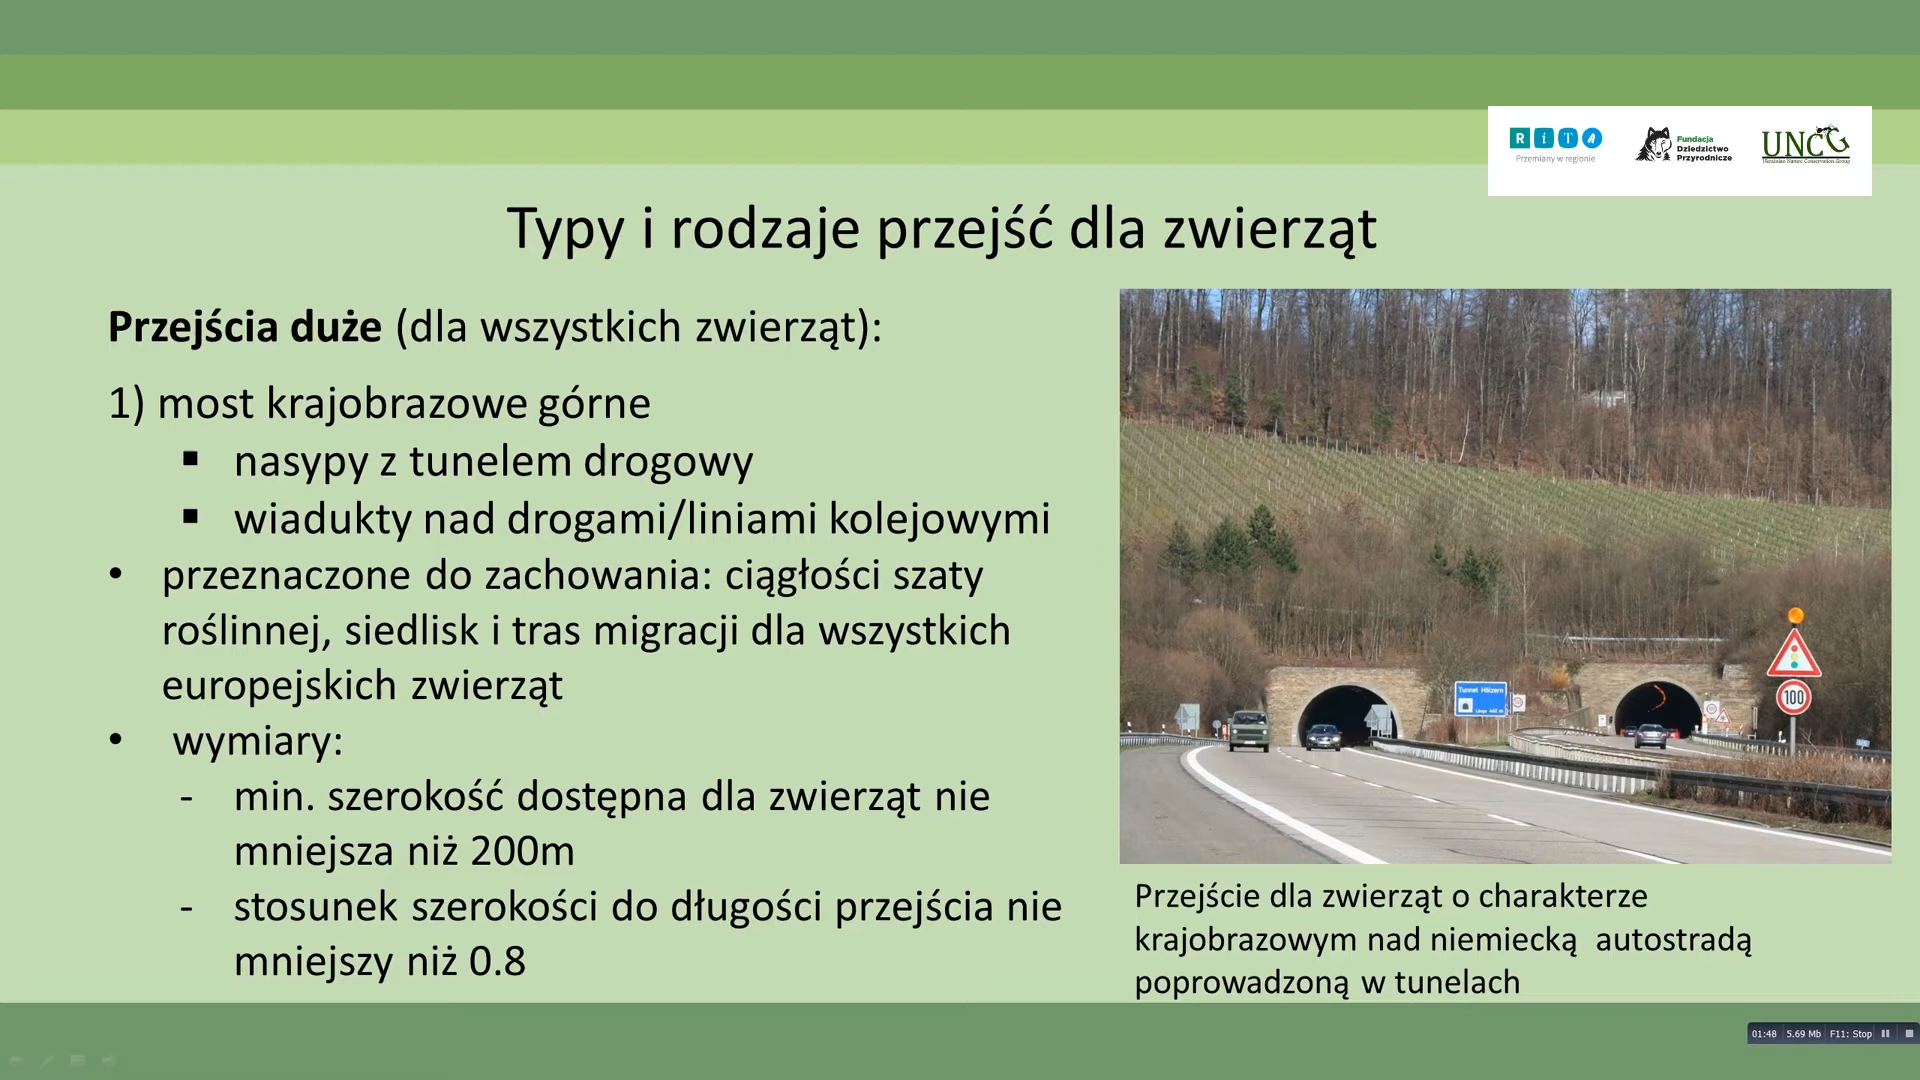 RiTA
Przemiany w regionie
Fundacja
Dziedzictwo
Przyrodnicze
UNCG
Ukrainian Nature Conservation Group
Typy i rodzaje przejść dla zwierząt
Przejścia duże (dla wszystkich zwierząt):
1) most krajobrazowe górne
▪ nasypy z tunelem drogowy
▪ wiadukty nad drogami/liniami kolejowymi
• przeznaczone do zachowania: ciągłości szaty
roślinnej, siedlisk i tras migracji dla wszystkich
europejskich zwierząt
• wymiary:
- min. szerokość dostępna dla zwierząt nie
mniejsza niż 200m
- stosunek szerokości do długości przejścia nie
mniejszy niż 0.8
Tunnel Hölzern
100
Przejście dla zwierząt o charakterze
krajobrazowym nad niemiecką autostradą
poprowadzoną w tunelach
01:48 5.69 Mb F11: Stop